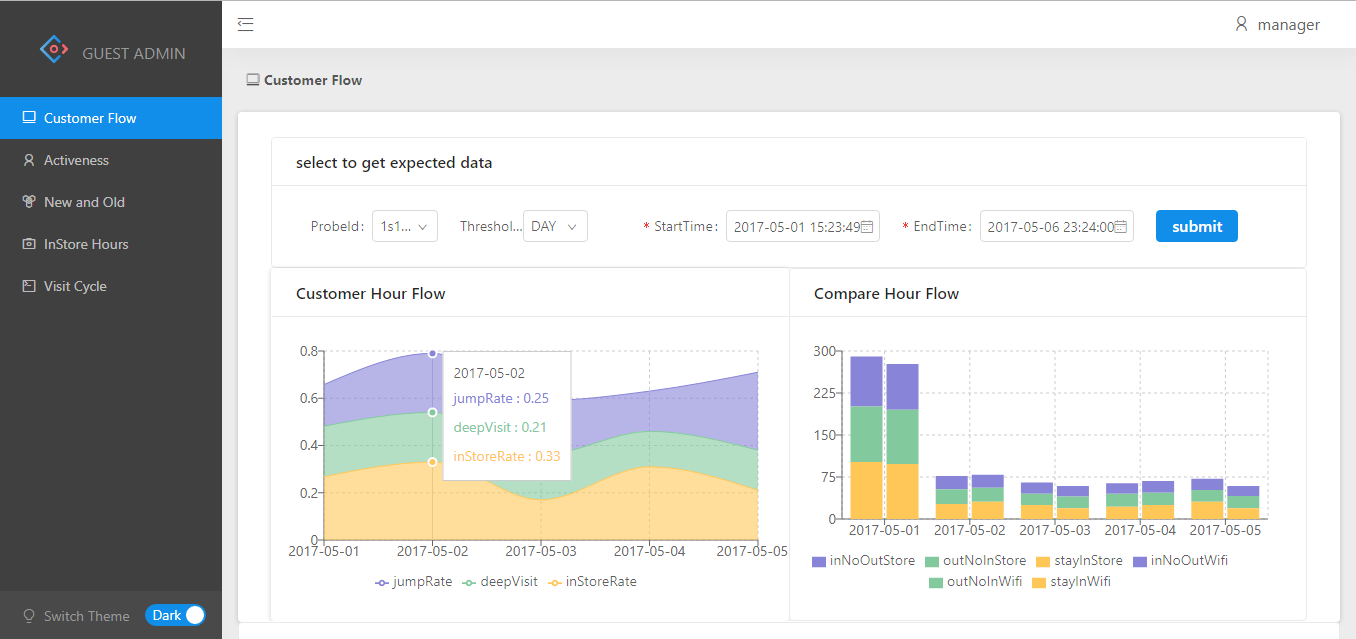 GUEST ADMIN
manager
Customer Flow
Customer Flow
Activeness
New and Old
InStore Hours
Visit Cycle
Switch Theme Dark
select to get expected data
ProbeId: 1s1... Threshol... DAY * StartTime: 2017-05-01 15:23:49 * EndTime: 2017-05-06 23:24:00 submit
Customer Hour Flow
0.8
0.6
0.4
0.2
0
2017-05-02
jumpRate : 0.25
deepVisit : 0.21
inStoreRate : 0.33
2017-05-01 2017-05-02 2017-05-03 2017-05-04 2017-05-05
jumpRate deepVisit inStoreRate
Compare Hour Flow
300
225
150
75
0
2017-05-01 2017-05-02 2017-05-03 2017-05-04 2017-05-05
inNoOutStore outNoInStore stayInStore inNoOutWifi
outNoInWifi stayInWifi